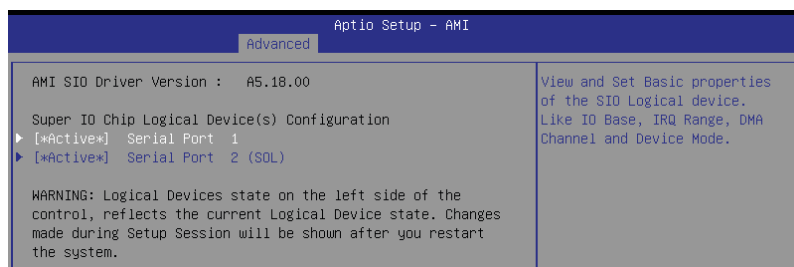 Aptio Setup – AMI
Advanced
AMI SIO Driver Version : A5.18.00
Super IO Chip Logical Device(s) Configuration
[*Active*] Serial Port 1
[*Active*] Serial Port 2 (SOL)
WARNING: Logical Devices state on the left side of the
control, reflects the current Logical Device state. Changes
made during Setup Session will be shown after you restart
the system.
View and Set Basic properties
of the SIO Logical device.
Like IO Base, IRQ Range, DMA
Channel and Device Mode.